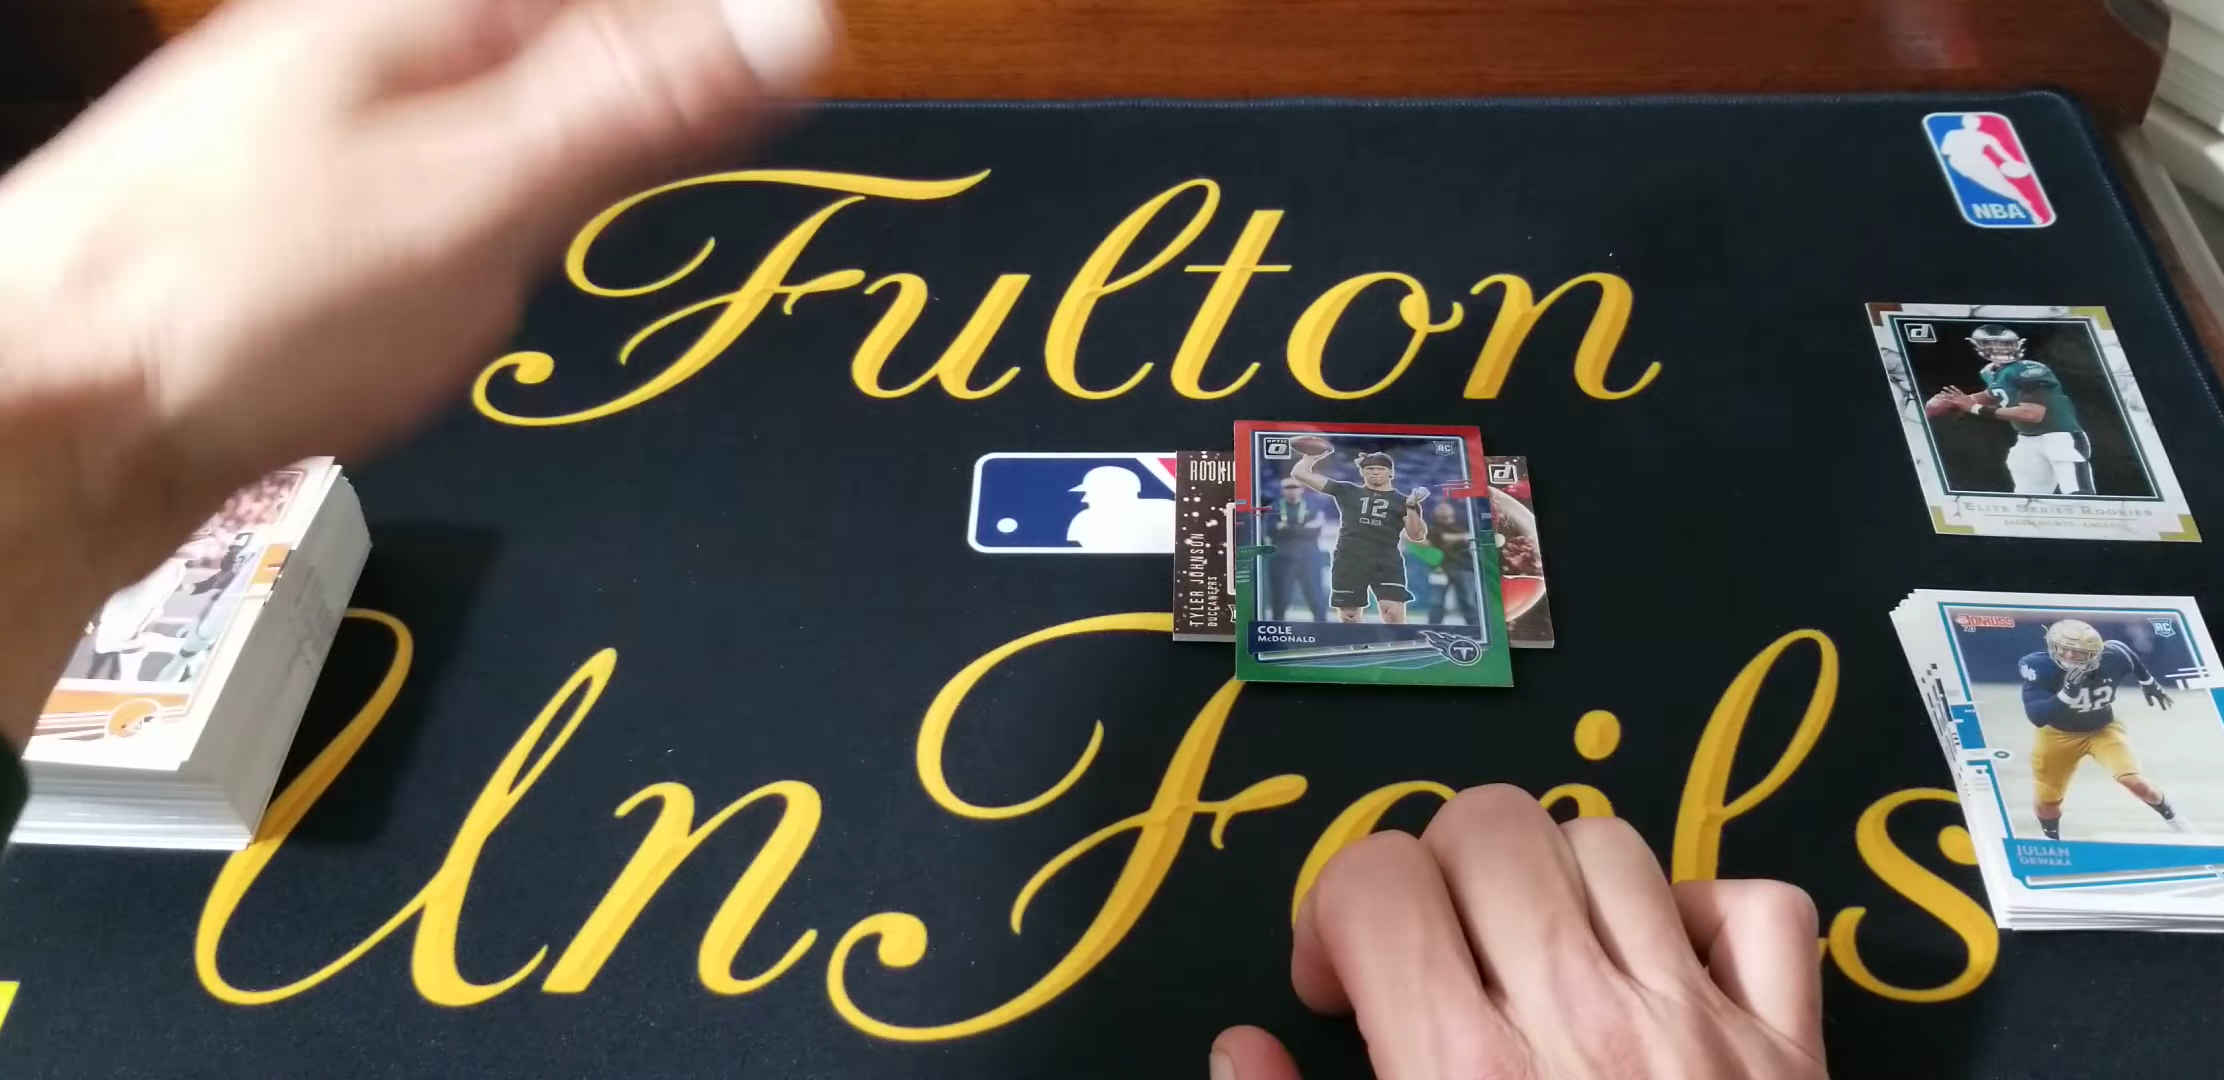 Fulton
UnFoils
NBA
ELITE SERIES ROOKIES
ROOKIE
TYLER JOHNSON
BUCCANEERS
OPTIC
RC
12
COLE
McDONALD
DONRUSS
RC
42
JULIAN
OKWARA